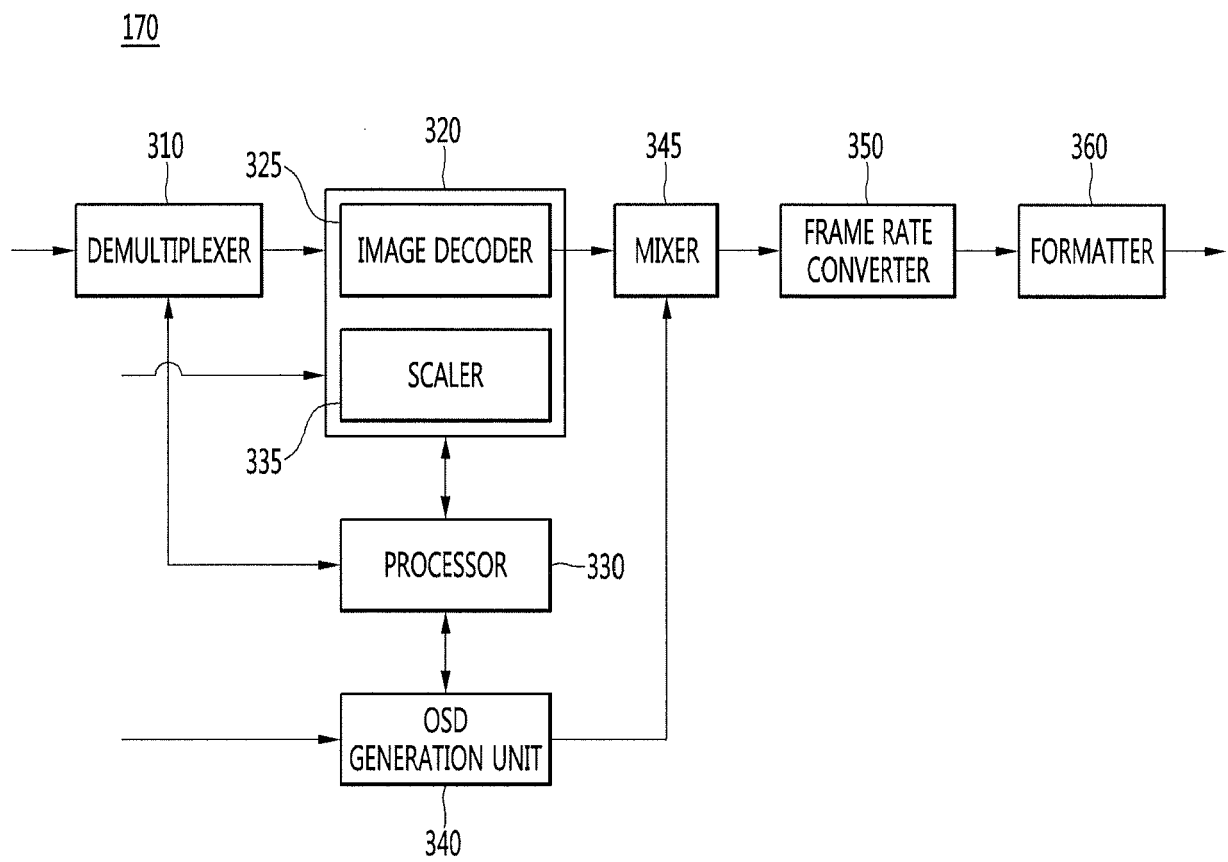 170
310
325
320
345
350
360
DEMULTIPLEXER
IMAGE DECODER
MIXER
FRAME RATE
CONVERTER
FORMATTER
SCALER
335
PROCESSOR
330
OSD
GENERATION UNIT
340